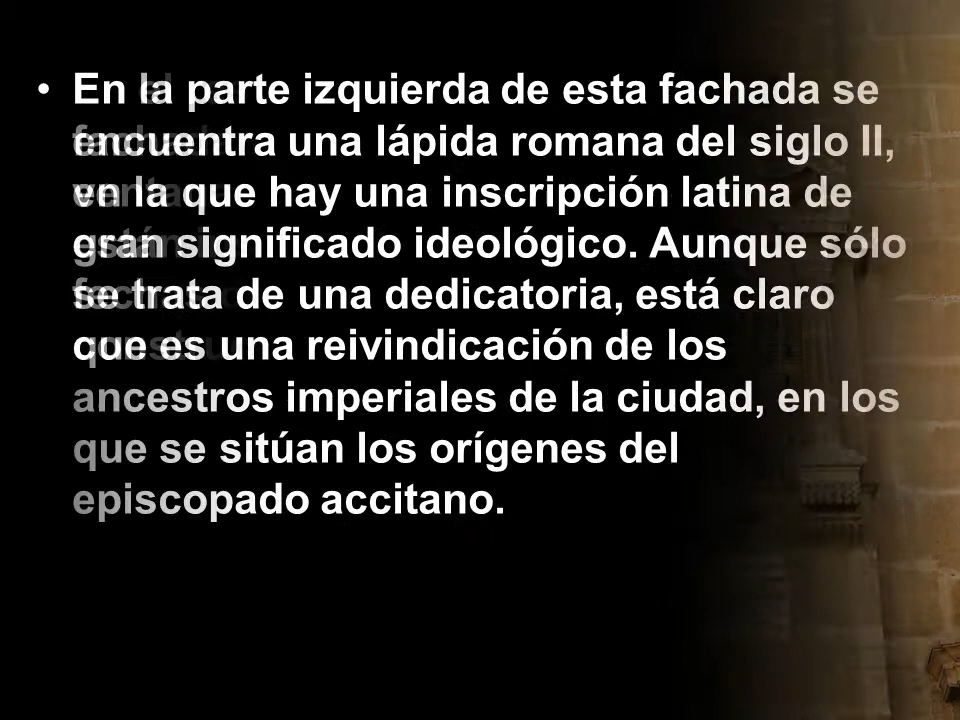 • En la parte izquierda de esta fachada se
encuentra una lápida romana del siglo II,
en la que hay una inscripción latina de
gran significado ideológico. Aunque sólo
se trata de una dedicatoria, está claro
que es una reivindicación de los
ancestros imperiales de la ciudad, en los
que se sitúan los orígenes del
episcopado accitano.